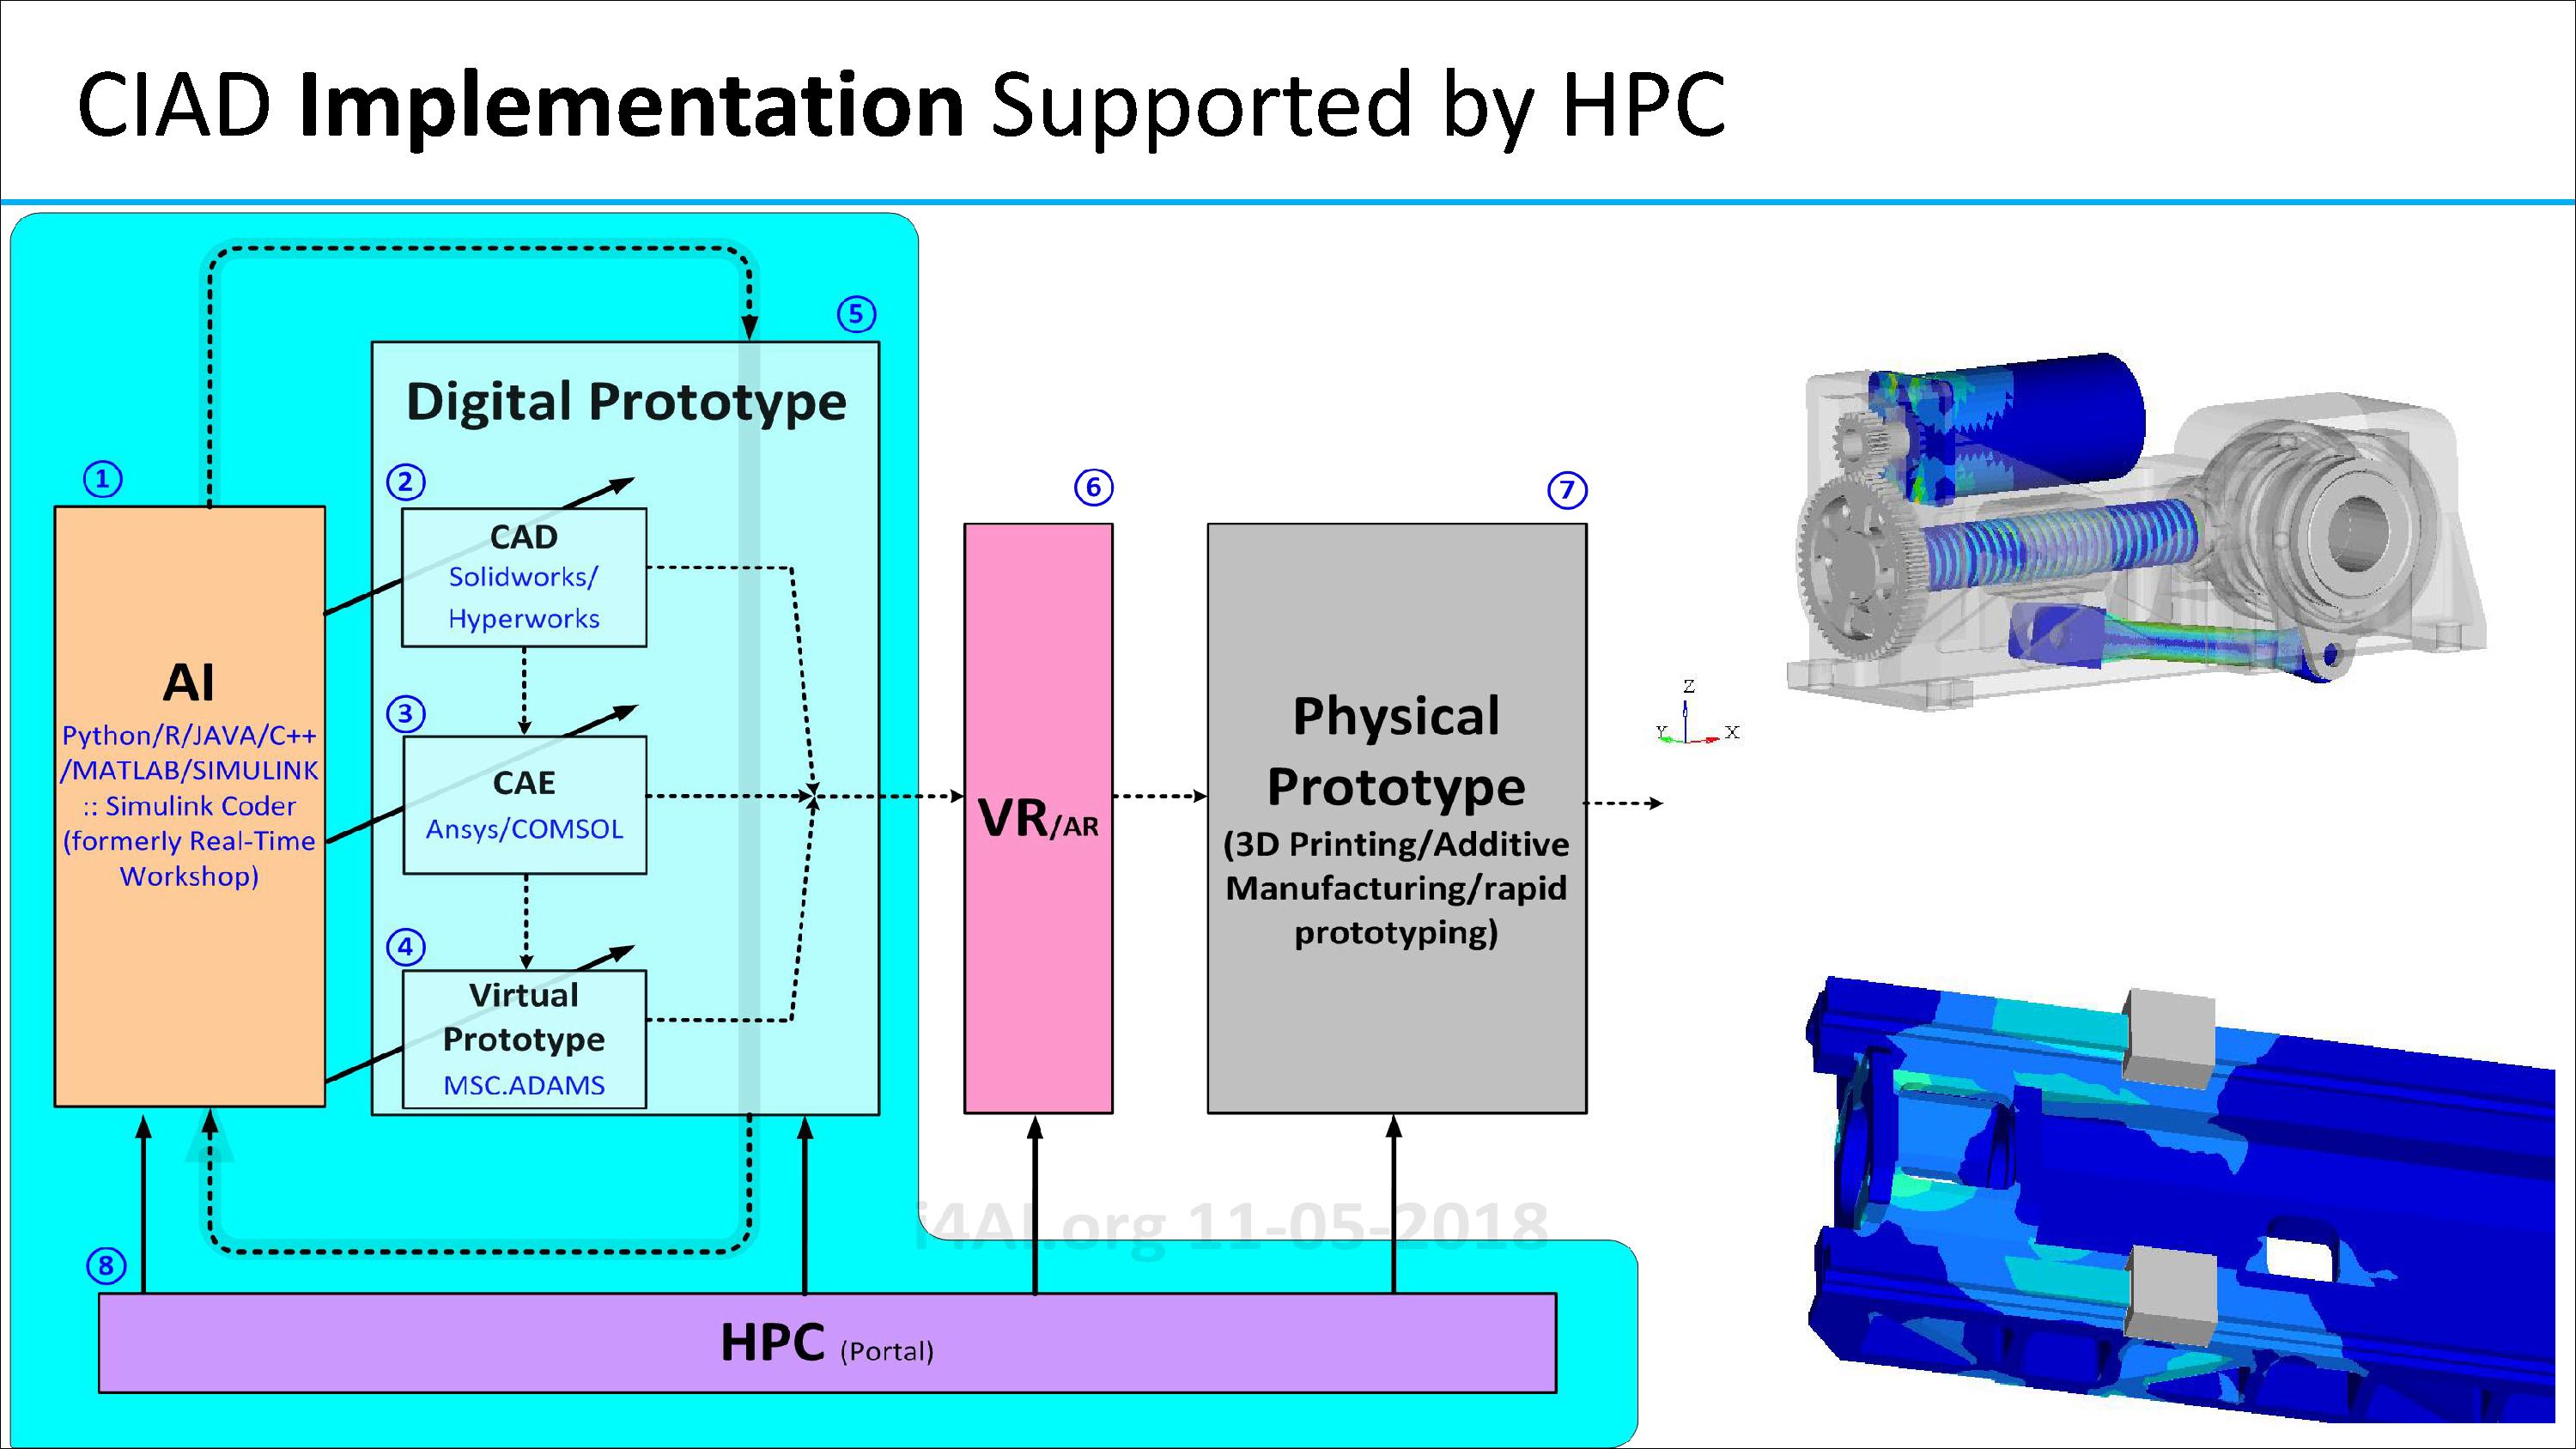 CIAD Implementation Supported by HPC
①
AI
Python/R/JAVA/C++
/MATLAB/SIMULINK
:: Simulink Coder
(formerly Real-Time
Workshop)
⑤
Digital Prototype
②
CAD
Solidworks/
Hyperworks
③
CAE
Ansys/COMSOL
④
Virtual
Prototype
MSC.ADAMS
⑥
VR/AR
⑦
Physical
Prototype
(3D Printing/Additive
Manufacturing/rapid
prototyping)
Z
Y
X
i4AI.org 11-05-2018
⑧
HPC (Portal)